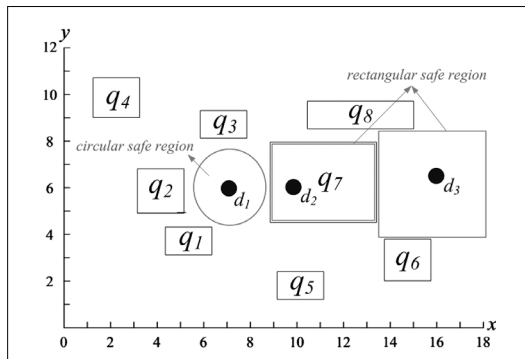 y
12
10
8
6
4
2
0
2
4
6
8
10
12
14
16
18
x
rectangular safe region
circular safe region
q4
q3
q8
q2
d1
d2
q7
d3
q1
q6
q5